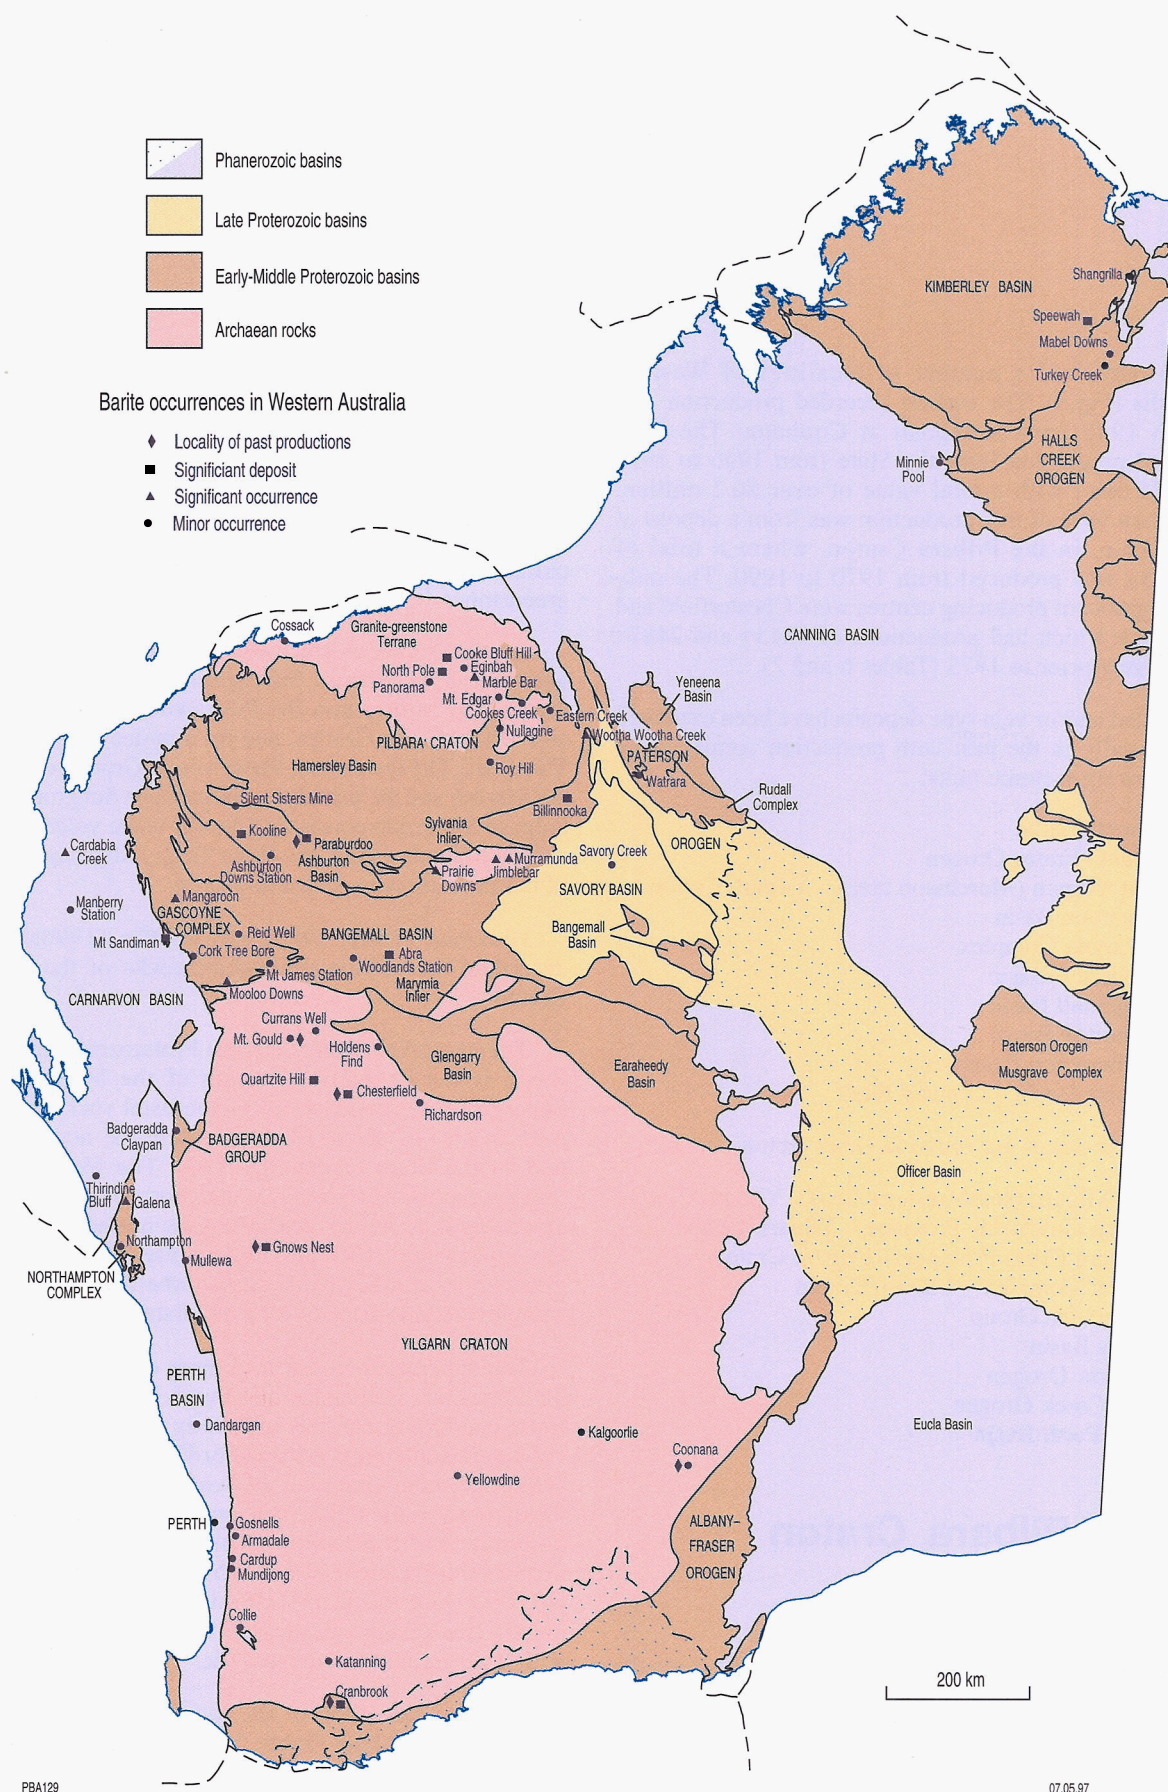 Phanerozoic basins
Late Proterozoic basins
Early-Middle Proterozoic basins
Archaean rocks
Barite occurrences in Western Australia
Locality of past productions
Significiant deposit
Significant occurrence
Minor occurrence
KIMBERLEY BASIN
Shangrilla
Speewah
Mabel Downs
Turkey Creek
HALLS
CREEK
OROGEN
Minnie
Pool
CANNING BASIN
Cossack
Granite-greenstone
Terrane
Cooke Bluff Hill
North Pole
Eginbah
Panorama
Marble Bar
Mt. Edgar
Cookes Creek
Eastern Creek
Nullagine
Wootha Wootha Creek
Yeneena
Basin
PILBARA CRATON
PATERSON
Hamersley Basin
Roy Hill
Watrara
Rudall
Complex
Silent Sisters Mine
Billinnooka
Kooline
Paraburdoo
Sylvania
Inlier
OROGEN
Cardabia
Creek
Ashburton
Downs Station
Ashburton
Basin
Murramunda
Jimblebar
Prairie
Downs
Savory Creek
SAVORY BASIN
Mangaroon
Manberry
Station
GASCOYNE
COMPLEX
Reid Well
BANGEMALL BASIN
Bangemall
Basin
Mt Sandiman
Cork Tree Bore
Abra
Mt James Station
Woodlands Station
CARNARVON BASIN
Mooloo Downs
Marymia
Inlier
Currans Well
Mt. Gould
Holdens
Find
Glengarry
Basin
Earaheedy
Basin
Paterson Orogen
Musgrave Complex
Quartzite Hill
Chesterfield
Richardson
Badgeradda
Claypan
BADGERADDA
GROUP
Officer Basin
Thirindine
Bluff
Galena
Northampton
Mullewa
Gnows Nest
NORTHAMPTON
COMPLEX
YILGARN CRATON
PERTH
BASIN
Dandargan
Kalgoorlie
Coonana
Eucla Basin
Yellowdine
PERTH
Gosnells
Armadale
Cardup
Mundijong
ALBANY–
FRASER
OROGEN
Collie
Katanning
Cranbrook
200 km
PBA129
07.05.97